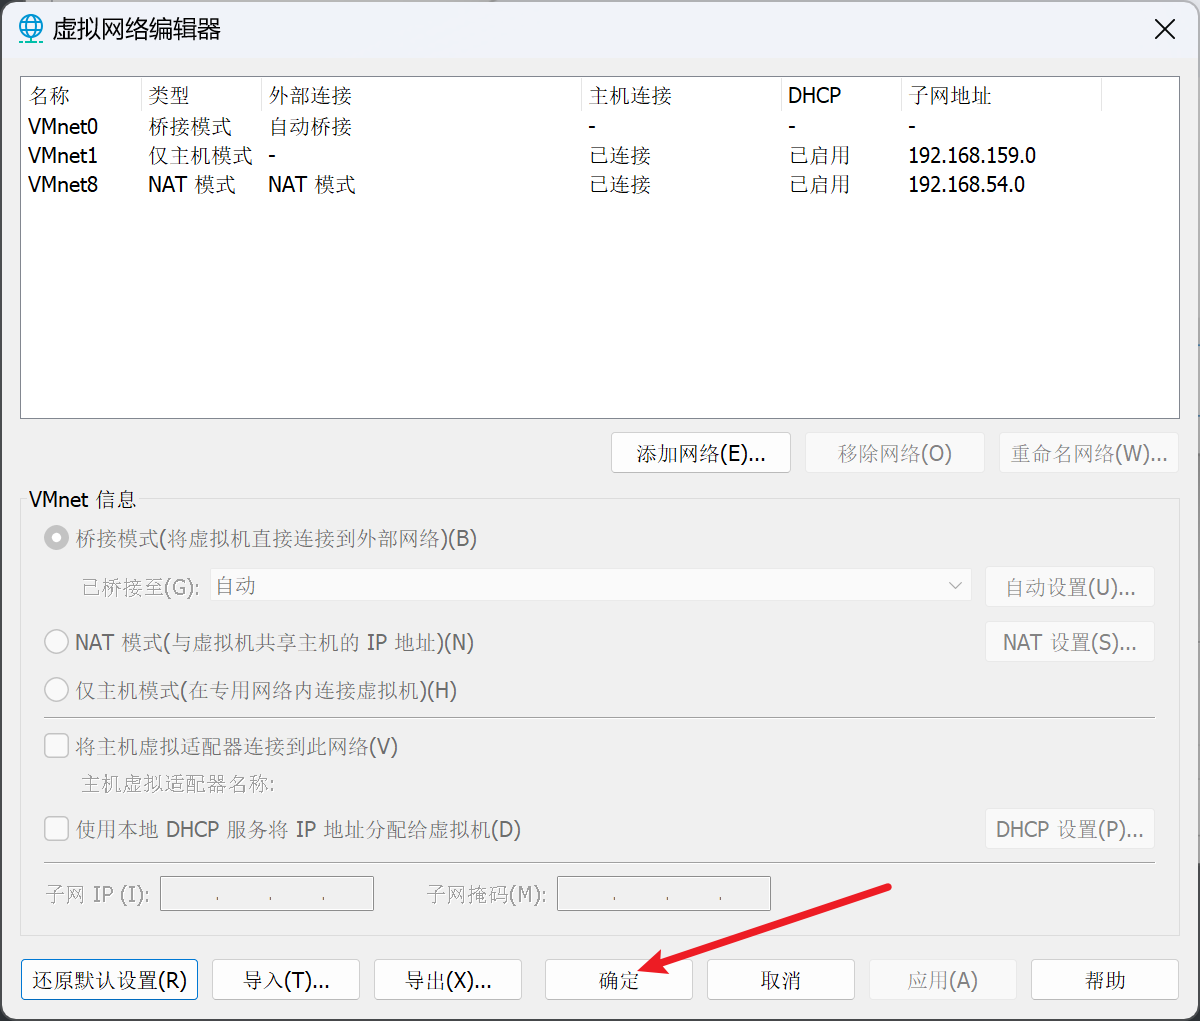 虚拟网络编辑器
名称 类型 外部连接 主机连接 DHCP 子网地址
VMnet0 桥接模式 自动桥接 - - -
VMnet1 仅主机模式 - 已连接 已启用 192.168.159.0
VMnet8 NAT 模式 NAT 模式 已连接 已启用 192.168.54.0
添加网络(E)... 移除网络(O) 重命名网络(W)...
VMnet 信息
桥接模式(将虚拟机直接连接到外部网络)(B)
已桥接至(G): 自动 自动设置(U)...
NAT 模式(与虚拟机共享主机的 IP 地址)(N) NAT 设置(S)...
仅主机模式(在专用网络内连接虚拟机)(H)
将主机虚拟适配器连接到此网络(V)
主机虚拟适配器名称:
使用本地 DHCP 服务将 IP 地址分配给虚拟机(D) DHCP 设置(P)...
子网 IP (I): . . . 子网掩码(M): . . .
还原默认设置(R) 导入(T)... 导出(X)... 确定 取消 应用(A) 帮助